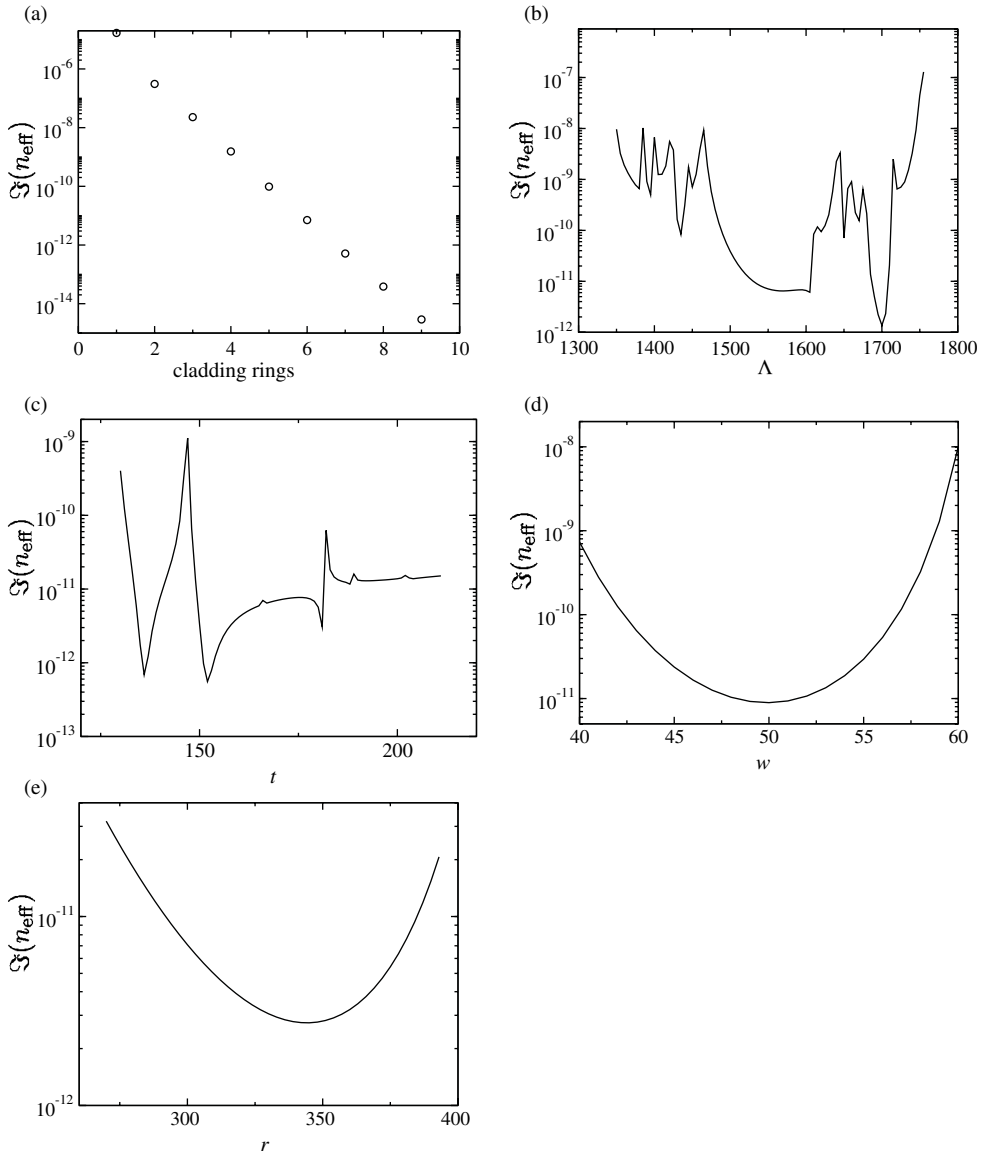 (a)
ℑ(n_eff)
10^-6
10^-8
10^-10
10^-12
10^-14
0 2 4 6 8 10
cladding rings
(b)
ℑ(n_eff)
10^-7
10^-8
10^-9
10^-10
10^-11
10^-12
1300 1400 1500 1600 1700 1800
Λ
(c)
ℑ(n_eff)
10^-9
10^-10
10^-11
10^-12
10^-13
150 200
t
(d)
ℑ(n_eff)
10^-8
10^-9
10^-10
10^-11
40 45 50 55 60
w
(e)
ℑ(n_eff)
10^-11
10^-12
300 350 400
r